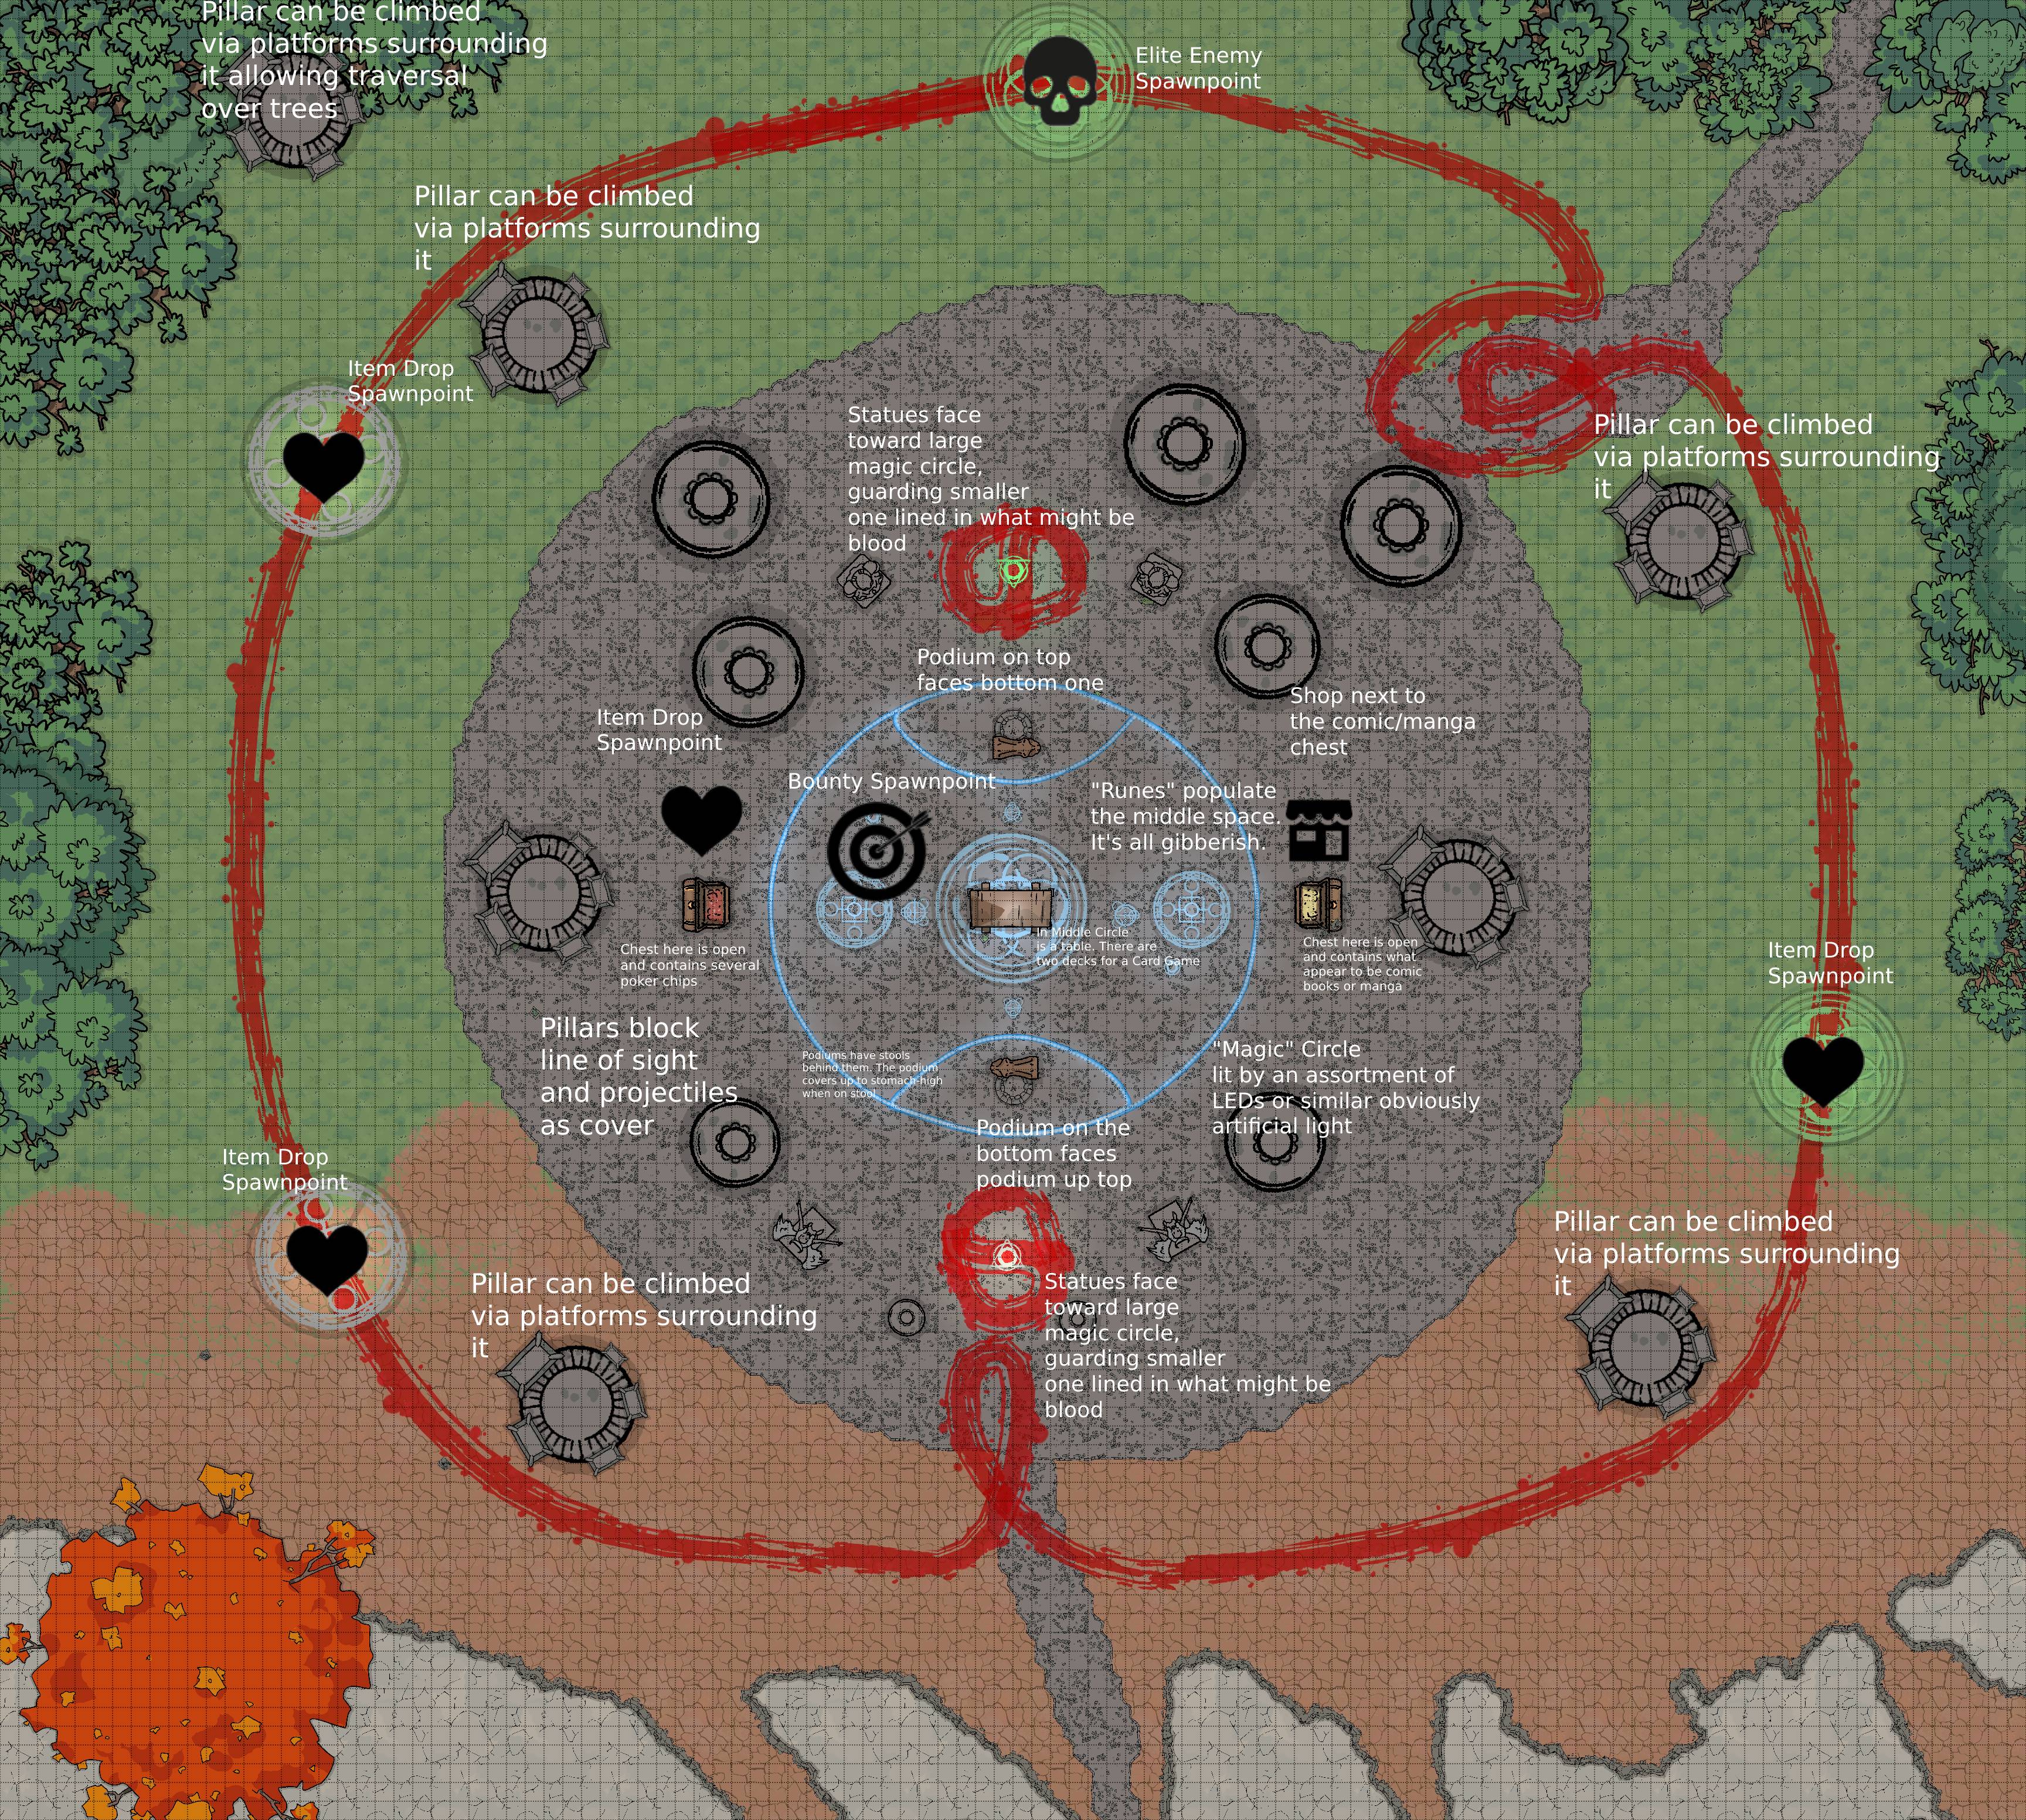 Pillar can be climbed
via platforms surrounding
it allowing traversal
over trees
Elite Enemy
Spawnpoint
Pillar can be climbed
via platforms surrounding
it
Item Drop
Spawnpoint
Statues face
toward large
magic circle,
guarding smaller
one lined in what might be
blood
Pillar can be climbed
via platforms surrounding
it
Podium on top
faces bottom one
Shop next to
the comic/manga
chest
Item Drop
Spawnpoint
Bounty Spawnpoint
"Runes" populate
the middle space.
It's all gibberish.
In Middle Circle
is a table. There are
two decks for a Card Game
Chest here is open
and contains several
poker chips
Chest here is open
and contains what
appear to be comic
books or manga
Item Drop
Spawnpoint
Pillars block
line of sight
and projectiles
as cover
Podiums have stools
behind them. The podium
covers up to stomach-high
when on stool
"Magic" Circle
lit by an assortment of
LEDs or similar obviously
artificial light
Podium on the
bottom faces
podium up top
Item Drop
Spawnpoint
Pillar can be climbed
via platforms surrounding
it
Pillar can be climbed
via platforms surrounding
it
Statues face
toward large
magic circle,
guarding smaller
one lined in what might be
blood